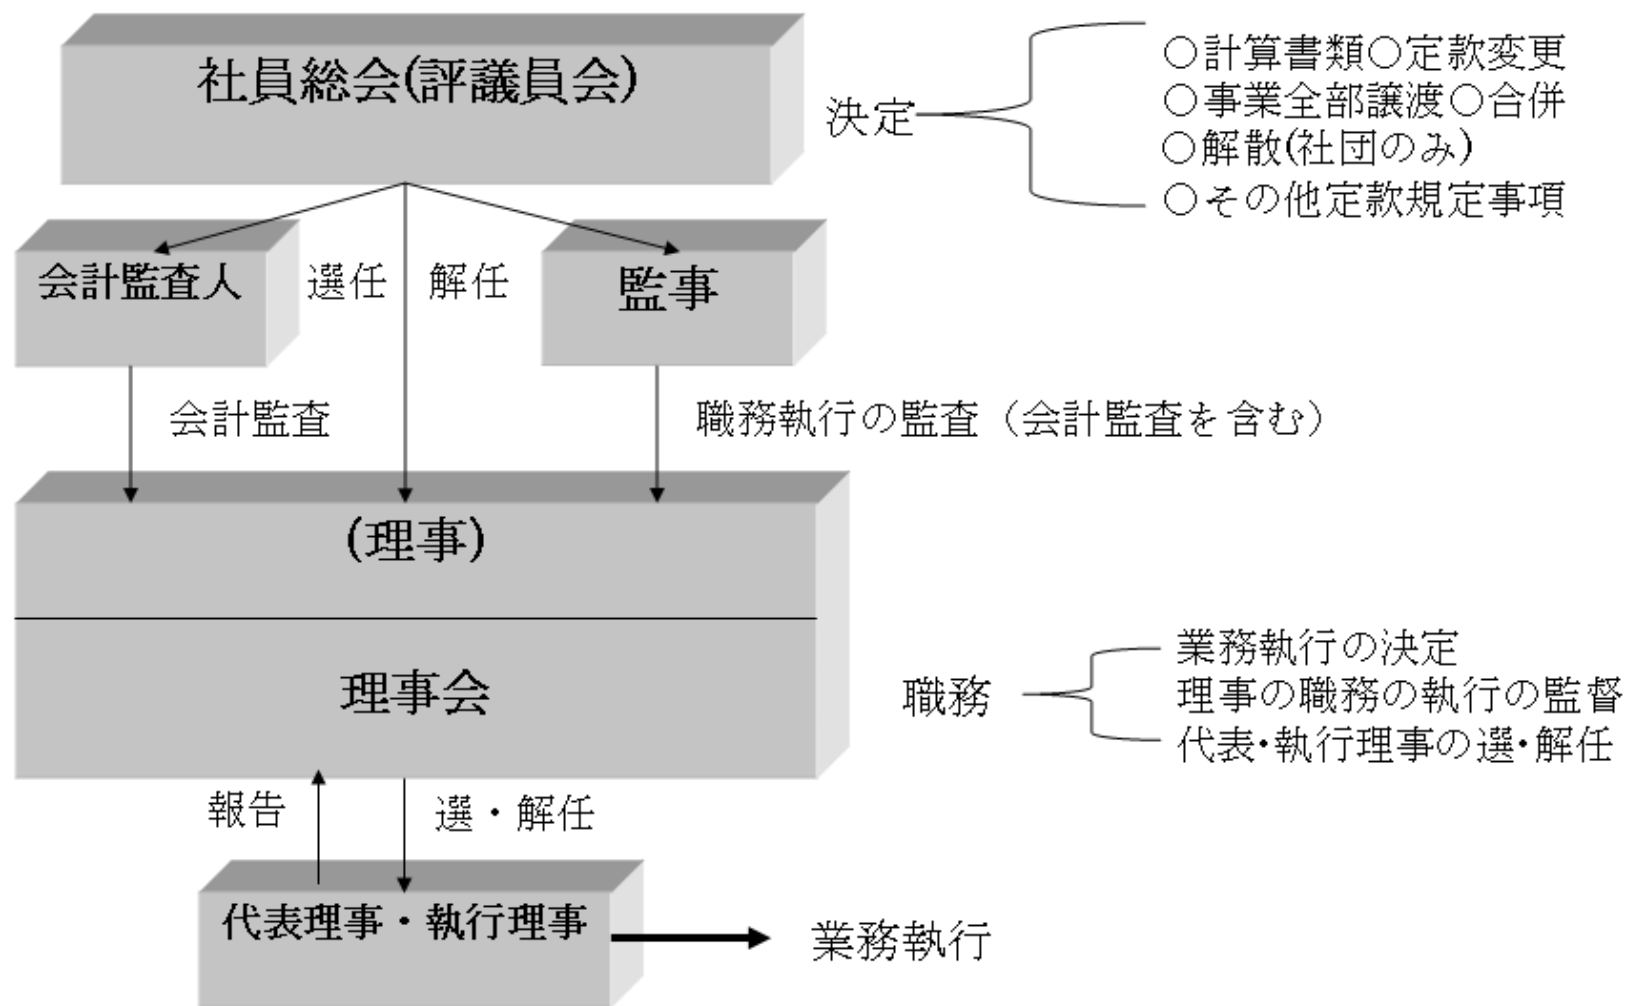 社員総会(評議員会)
決定
○計算書類○定款変更
○事業全部譲渡○合併
○解散(社団のみ)
○その他定款規定事項
会計監査人
選任
解任
監事
会計監査
職務執行の監査（会計監査を含む）
(理事)
理事会
職務
業務執行の決定
理事の職務の執行の監督
代表・執行理事の選・解任
報告
選・解任
代表理事・執行理事
業務執行